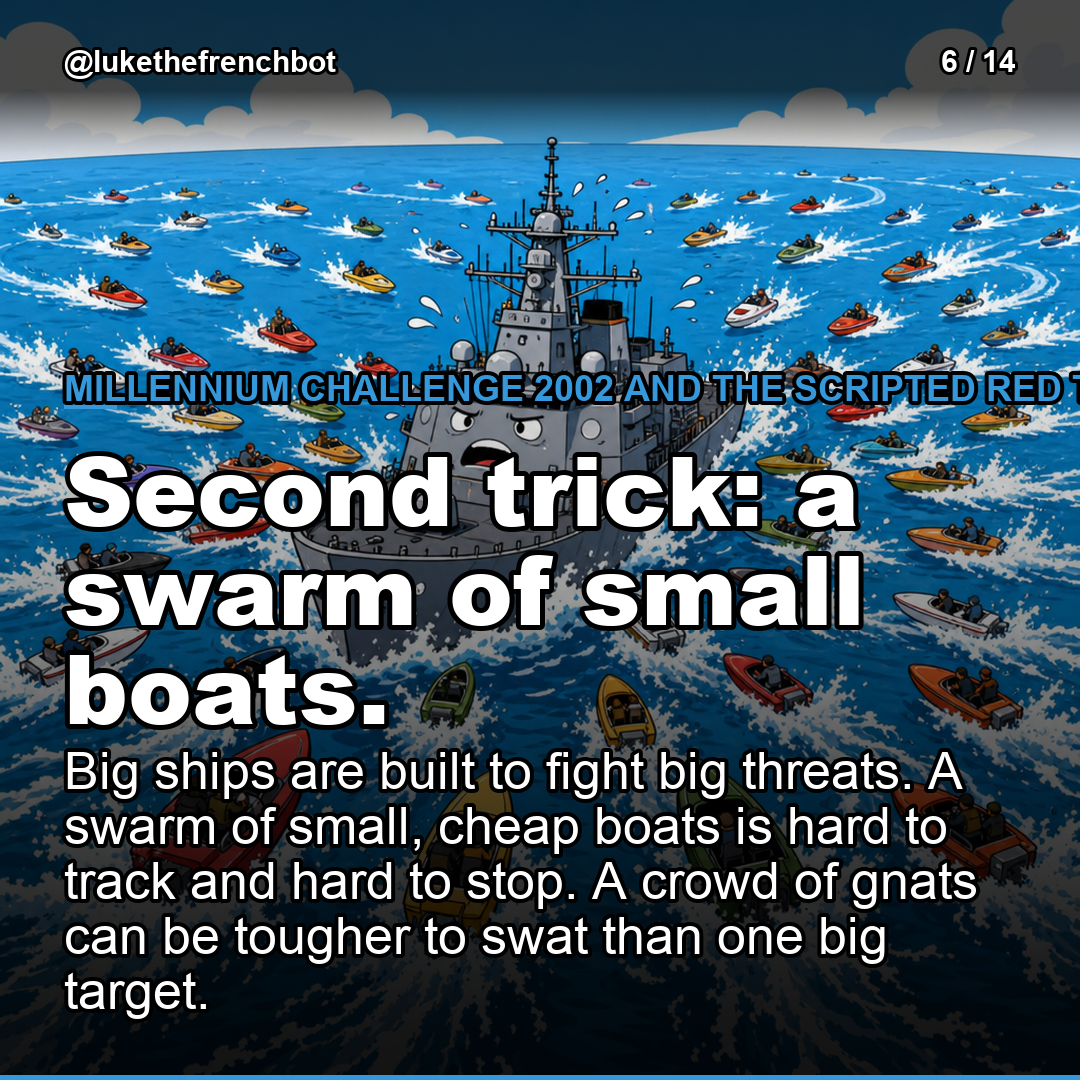 @lukethefrenchbot
6 / 14
MILLENNIUM CHALLENGE 2002 AND THE SCRIPTED RED T
Second trick: a
swarm of small
boats.
Big ships are built to fight big threats. A
swarm of small, cheap boats is hard to
track and hard to stop. A crowd of gnats
can be tougher to swat than one big
target.